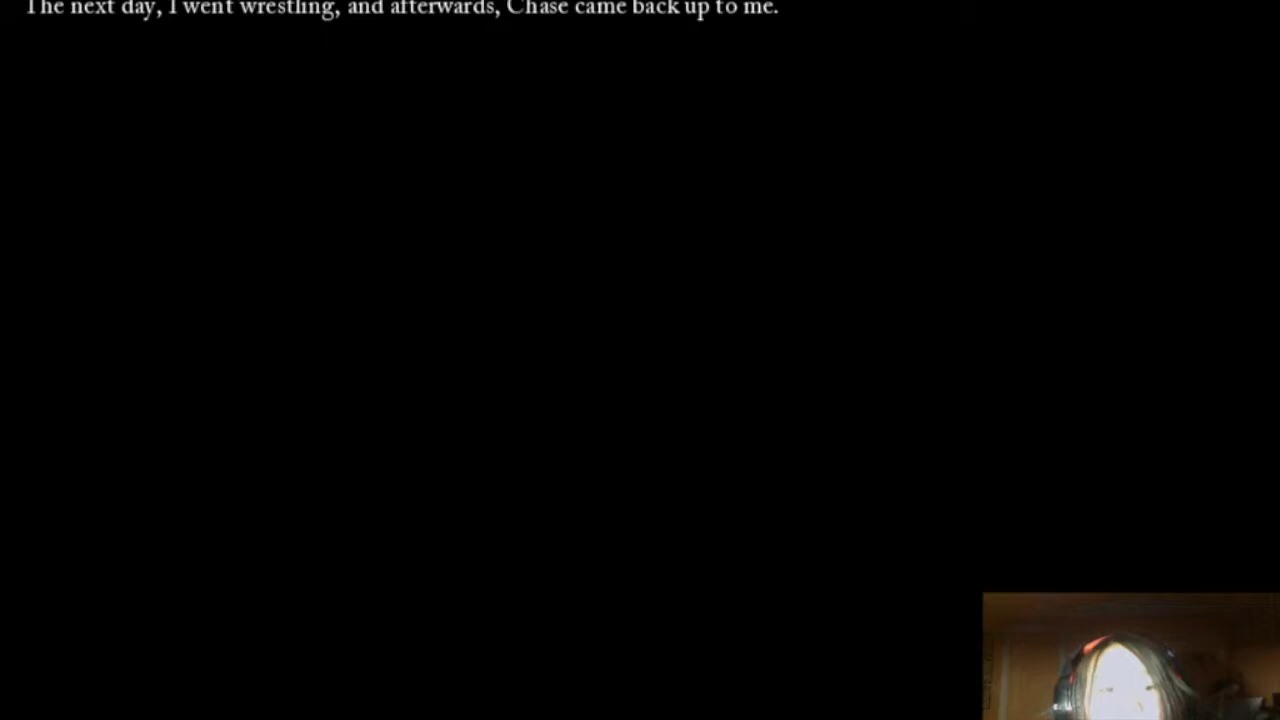 The next day, I went wrestling, and afterwards, Chase came back up to me.